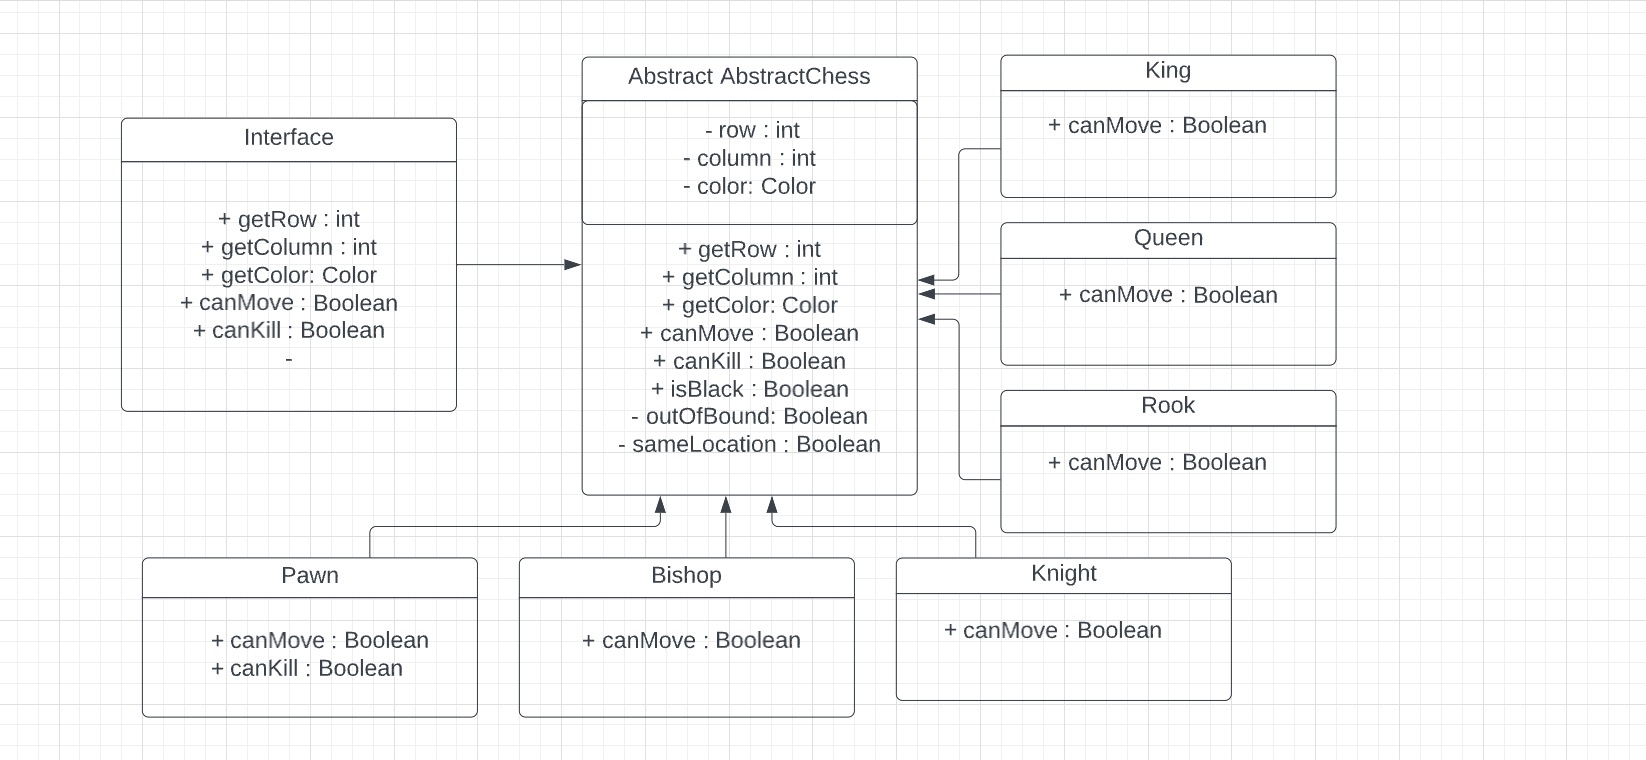 Interface
+ getRow : int
+ getColumn : int
+ getColor: Color
+ canMove : Boolean
+ canKill : Boolean
-
Abstract AbstractChess
- row : int
- column : int
- color: Color
+ getRow : int
+ getColumn : int
+ getColor: Color
+ canMove : Boolean
+ canKill : Boolean
+ isBlack : Boolean
- outOfBound: Boolean
- sameLocation : Boolean
King
+ canMove : Boolean
Queen
+ canMove : Boolean
Rook
+ canMove : Boolean
Pawn
+ canMove : Boolean
+ canKill : Boolean
Bishop
+ canMove : Boolean
Knight
+ canMove : Boolean